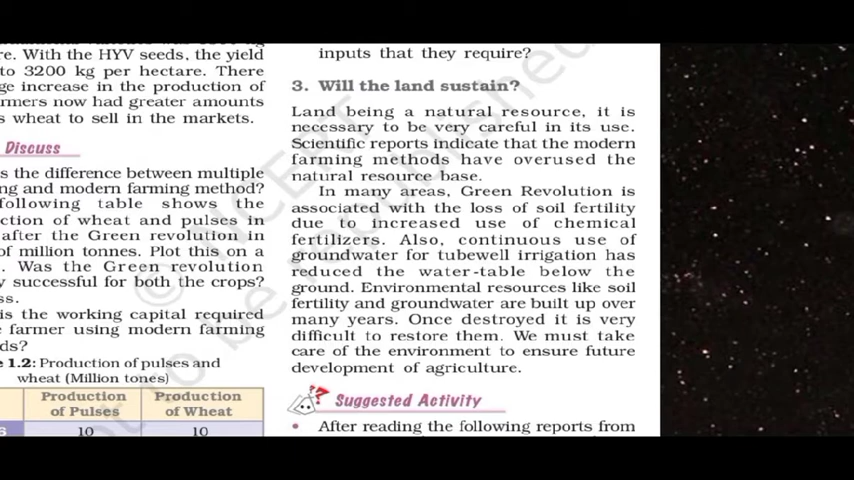 re. With the HYV seeds, the yield
to 3200 kg per hectare. There
ge increase in the production of
rmers now had greater amounts
s wheat to sell in the markets.
Discuss
s the difference between multiple
ng and modern farming method?
following table shows the
ction of wheat and pulses in
after the Green revolution in
of million tonnes. Plot this on a
. Was the Green revolution
y successful for both the crops?
ss.
is the working capital required
e farmer using modern farming
ds?
e 1.2: Production of pulses and
wheat (Million tones)
Production of Pulses
Production of Wheat
6 10 10
inputs that they require?
3. Will the land sustain?
Land being a natural resource, it is
necessary to be very careful in its use.
Scientific reports indicate that the modern
farming methods have overused the
natural resource base.
In many areas, Green Revolution is
associated with the loss of soil fertility
due to increased use of chemical
fertilizers. Also, continuous use of
groundwater for tubewell irrigation has
reduced the water-table below the
ground. Environmental resources like soil
fertility and groundwater are built up over
many years. Once destroyed it is very
difficult to restore them. We must take
care of the environment to ensure future
development of agriculture.
Suggested Activity
• After reading the following reports from
© NCERT
not to be republished